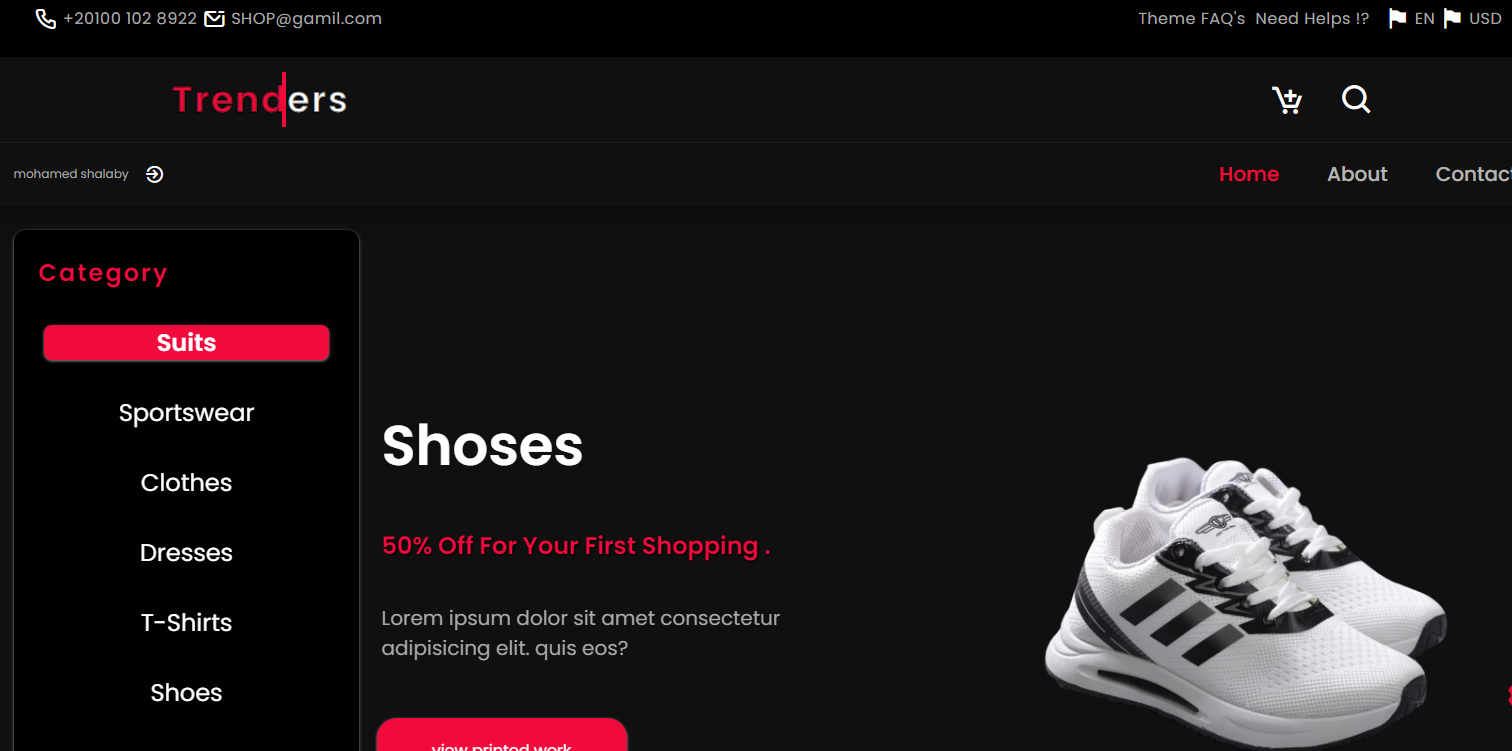 +20100 102 8922 SHOP@gamil.com Theme FAQ's Need Helps !? EN USD
Trenders
mohamed shalaby Home About Contact
Category
Suits
Sportswear
Clothes
Dresses
T-Shirts
Shoes
Shoses
50% Off For Your First Shopping .
Lorem ipsum dolor sit amet consectetur
adipisicing elit. quis eos?
view printed work